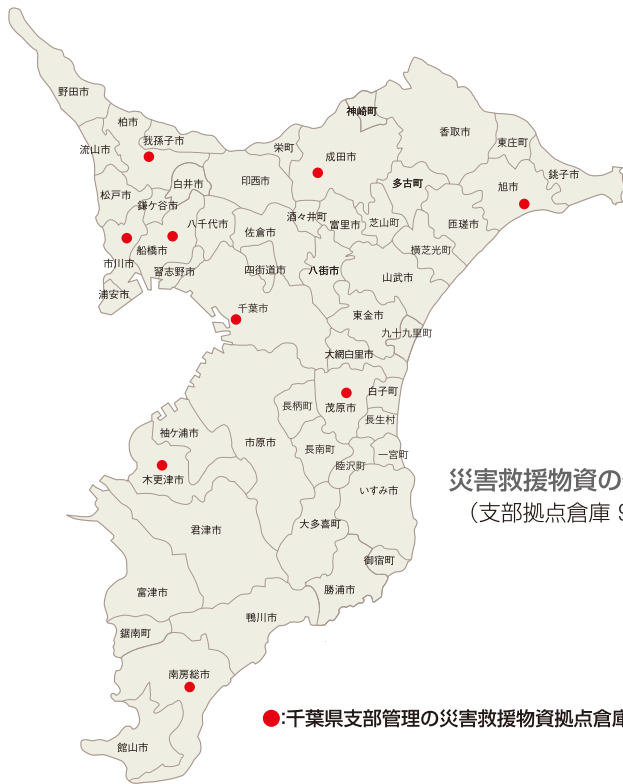 野田市
柏市
我孫子市
流山市
松戸市
鎌ケ谷市
白井市
印西市
栄町
成田市
神崎町
香取市
東庄町
銚子市
旭市
匝瑳市
多古町
芝山町
横芝光町
富里市
酒々井町
佐倉市
八千代市
船橋市
市川市
習志野市
浦安市
四街道市
八街市
山武市
千葉市
東金市
九十九里町
大網白里市
白子町
茂原市
長柄町
長生村
市原市
袖ケ浦市
長南町
一宮町
睦沢町
木更津市
いすみ市
君津市
大多喜町
御宿町
富津市
勝浦市
鴨川市
鋸南町
南房総市
館山市
災害救援物資の
（支部拠点倉庫 9
●:千葉県支部管理の災害救援物資拠点倉庫